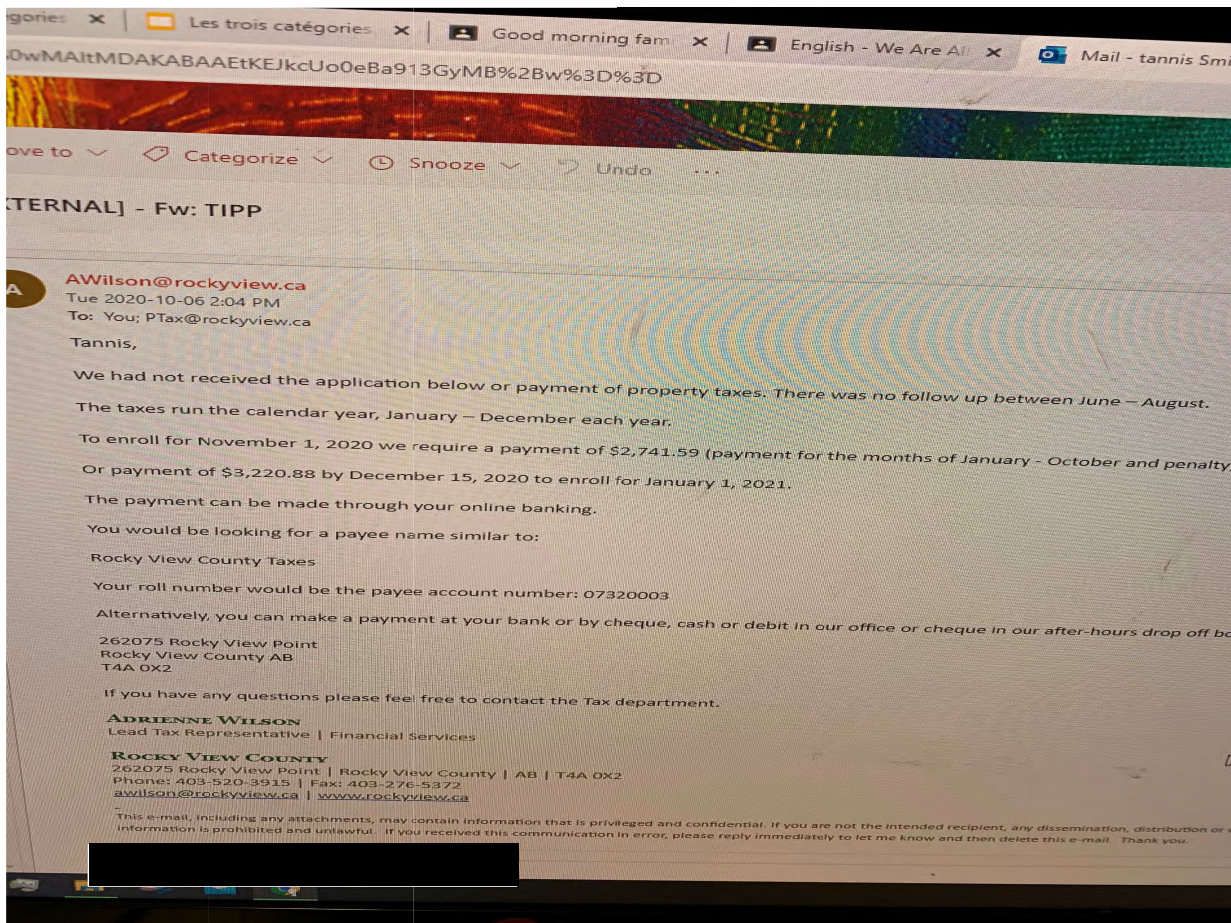 gories
Les trois catégories
Good morning fam
English - We Are All
Mail - tannis Smi
0wMAItMDAKABAAEtKEJkcUo0eBa913GyMB%2Bw%3D%3D
ove to
Categorize
Snooze
Undo
TERNAL] - Fw: TIPP
A
AWilson@rockyview.ca
Tue 2020-10-06 2:04 PM
To: You; PTax@rockyview.ca
Tannis,
We had not received the application below or payment of property taxes. There was no follow up between June – August.
The taxes run the calendar year, January – December each year.
To enroll for November 1, 2020 we require a payment of $2,741.59 (payment for the months of January - October and penalty
Or payment of $3,220.88 by December 15, 2020 to enroll for January 1, 2021.
The payment can be made through your online banking.
You would be looking for a payee name similar to:
Rocky View County Taxes
Your roll number would be the payee account number: 07320003
Alternatively, you can make a payment at your bank or by cheque, cash or debit in our office or cheque in our after-hours drop off bo
262075 Rocky View Point
Rocky View County AB
T4A 0X2
If you have any questions please feel free to contact the Tax department.
ADRIENNE WILSON
Lead Tax Representative | Financial Services
ROCKY VIEW COUNTY
262075 Rocky View Point | Rocky View County | AB | T4A 0X2
Phone: 403-520-3915 | Fax: 403-276-5372
awilson@rockyview.ca | www.rockyview.ca
This e-mail, including any attachments, may contain information that is privileged and confidential. If you are not the intended recipient, any dissemination, distribution or
information is prohibited and unlawful. If you received this communication in error, please reply immediately to let me know and then delete this e-mail. Thank you.